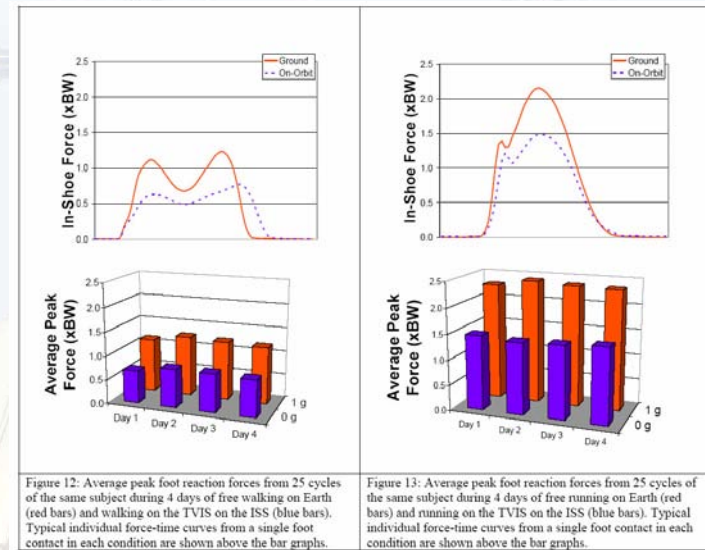 Ground
On-Orbit
In-Shoe Force (xBW)
2.5
2.0
1.5
1.0
0.5
0.0
Average Peak
Force (xBW)
2.5
2.0
1.5
1.0
0.5
0.0
Day 1
Day 2
Day 3
Day 4
1 g
0 g
Figure 12: Average peak foot reaction forces from 25 cycles
of the same subject during 4 days of free walking on Earth
(red bars) and walking on the TVIS on the ISS (blue bars).
Typical individual force-time curves from a single foot
contact in each condition are shown above the bar graphs.
Ground
On-Orbit
In-Shoe Force (xBW)
2.5
2.0
1.5
1.0
0.5
0.0
Average Peak
Force (xBW)
2.5
2.0
1.5
1.0
0.5
0.0
Day 1
Day 2
Day 3
Day 4
1 g
0 g
Figure 13: Average peak foot reaction forces from 25 cycles of
the same subject during 4 days of free running on Earth (red
bars) and running on the TVIS on the ISS (blue bars). Typical
individual force-time curves from a single foot contact in each
condition are shown above the bar graphs.